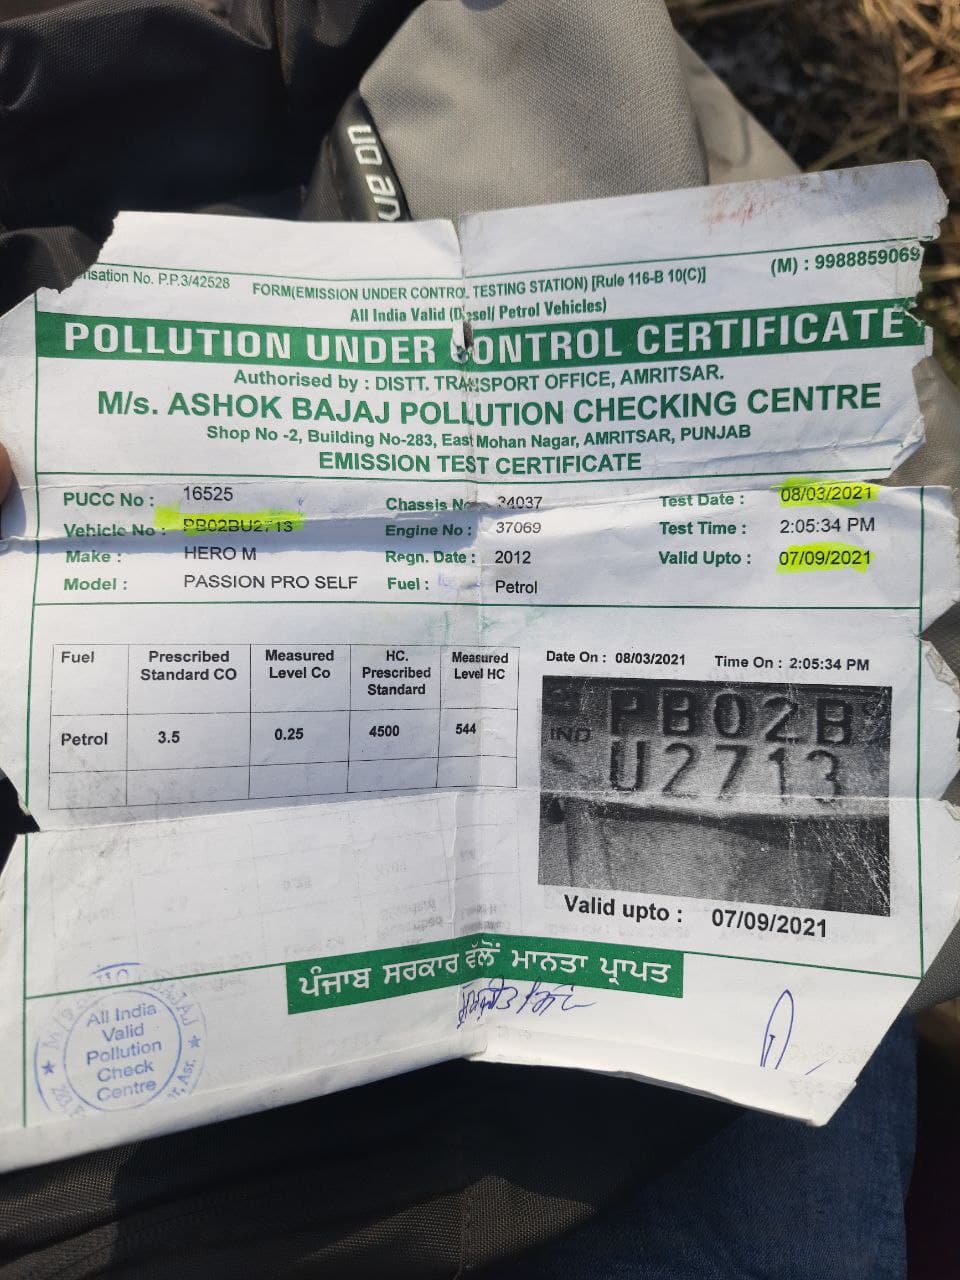 nsation No. P.P.3/42528
FORM(EMISSION UNDER CONTROL TESTING STATION) [Rule 116-B 10(C)]
(M) : 9988859069
All India Valid (Diesel/ Petrol Vehicles)
POLLUTION UNDER CONTROL CERTIFICATE
Authorised by : DISTT. TRANSPORT OFFICE, AMRITSAR.
M/s. ASHOK BAJAJ POLLUTION CHECKING CENTRE
Shop No -2, Building No-283, East Mohan Nagar, AMRITSAR, PUNJAB
EMISSION TEST CERTIFICATE
PUCC No : 16525 Chassis No 34037 Test Date : 08/03/2021
Vehicle No : PB02BU2713 Engine No : 37069 Test Time : 2:05:34 PM
Make : HERO M Regn. Date : 2012 Valid Upto : 07/09/2021
Model : PASSION PRO SELF Fuel : Petrol
Fuel Prescribed Standard CO Measured Level Co HC. Prescribed Standard Measured Level HC
Petrol 3.5 0.25 4500 544
Date On : 08/03/2021 Time On : 2:05:34 PM
IND PB02B
U2713
Valid upto : 07/09/2021
ਪੰਜਾਬ ਸਰਕਾਰ ਵੱਲੋਂ ਮਾਨਤਾ ਪ੍ਰਾਪਤ
All India
Valid
Pollution
Check
Centre